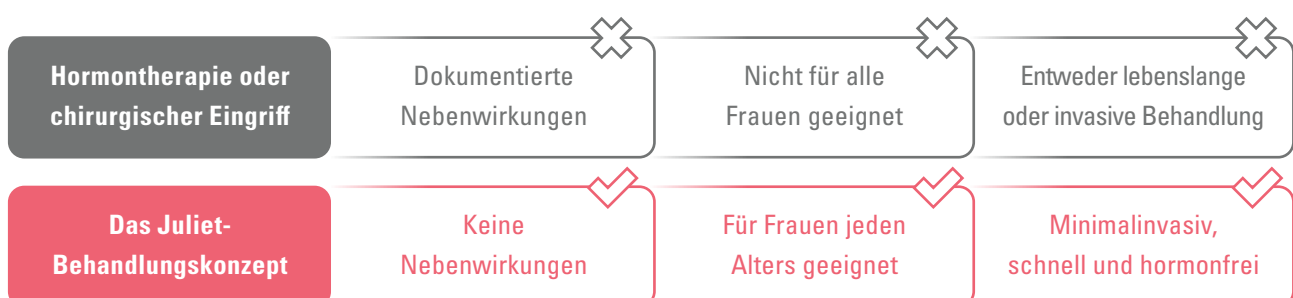 Hormontherapie oder
chirurgischer Eingriff
Dokumentierte
Nebenwirkungen
Nicht für alle
Frauen geeignet
Entweder lebenslange
oder invasive Behandlung
Das Juliet-
Behandlungskonzept
Keine
Nebenwirkungen
Für Frauen jeden
Alters geeignet
Minimalinvasiv,
schnell und hormonfrei